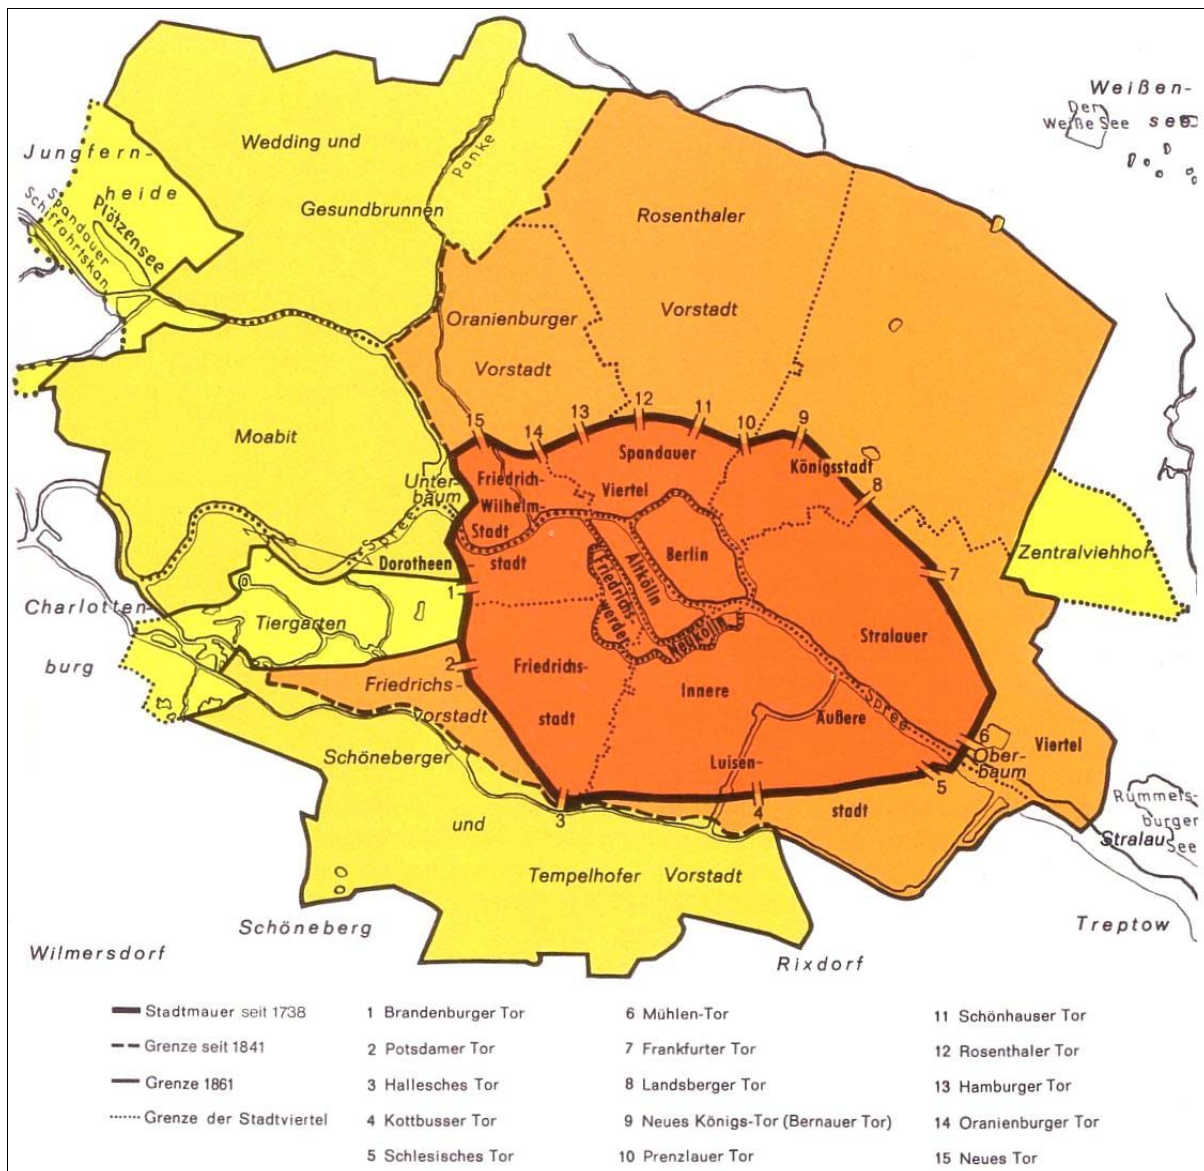 Weißen-
see
Der
Weiße See
Jungfern-
heide
Plötzensee
Spandauer
Schiffahrtskan
Wedding und
Gesundbrunnen
Panke
Rosenthaler
Vorstadt
Oranienburger
Vorstadt
Moabit
15
14
13
12
11
10
9
8
Spandauer
Viertel
Königsstadt
Friedrich-
Wilhelm-
Stadt
Unter-
baum
Spree
Dorotheen-
stadt
Berlin
Altkölln
Friedrichs-
werder
Neukölln
Zentralviehhof
7
1
Charlotten-
burg
Tiergarten
Stralauer
2
Friedrichs-
vorstadt
Friedrichs-
stadt
Innere
Äußere
Spree
Luisen-
stadt
6
Ober-
baum
5
Viertel
Schöneberger
und
Tempelhofer Vorstadt
3
4
Rummels-
burger
See
Stralau
Schöneberg
Wilmersdorf
Rixdorf
Treptow
Stadtmauer seit 1738
Grenze seit 1841
Grenze 1861
Grenze der Stadtviertel
1 Brandenburger Tor
2 Potsdamer Tor
3 Hallesches Tor
4 Kottbusser Tor
5 Schlesisches Tor
6 Mühlen-Tor
7 Frankfurter Tor
8 Landsberger Tor
9 Neues Königs-Tor (Bernauer Tor)
10 Prenzlauer Tor
11 Schönhauser Tor
12 Rosenthaler Tor
13 Hamburger Tor
14 Oranienburger Tor
15 Neues Tor